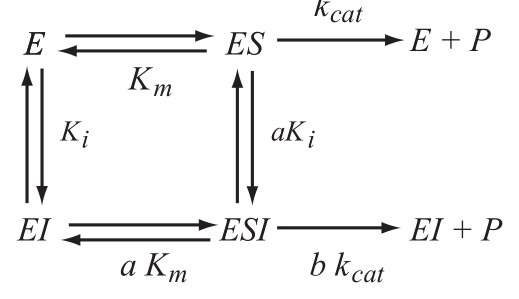 k_cat
E ES E + P
K_m
K_i aK_i
EI ESI EI + P
a K_m b k_cat